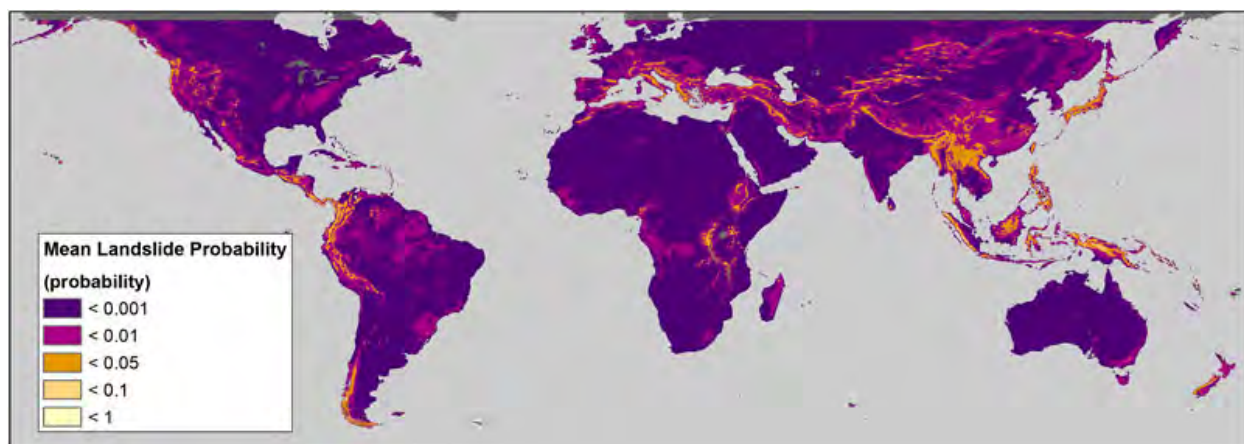 Mean Landslide Probability
(probability)
< 0.001
< 0.01
< 0.05
< 0.1
< 1